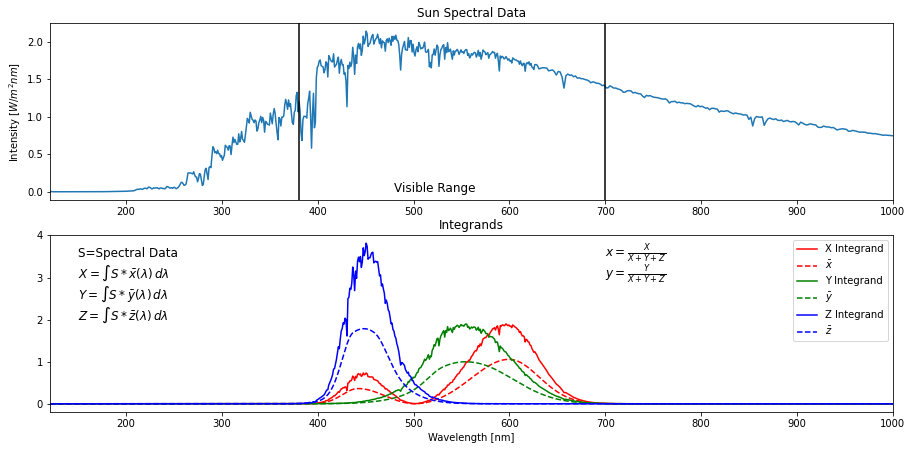 Sun Spectral Data
Intensity [W/m²nm]
2.0
1.5
1.0
0.5
0.0
Visible Range
200 300 400 500 600 700 800 900 1000
Integrands
4
3
2
1
0
S=Spectral Data
X = ∫S * x̄(λ) dλ
Y = ∫S * ȳ(λ) dλ
Z = ∫S * z̄(λ) dλ
x = X/(X+Y+Z)
y = Y/(X+Y+Z)
X Integrand
x̄
Y Integrand
ȳ
Z Integrand
z̄
200 300 400 500 600 700 800 900 1000
Wavelength [nm]